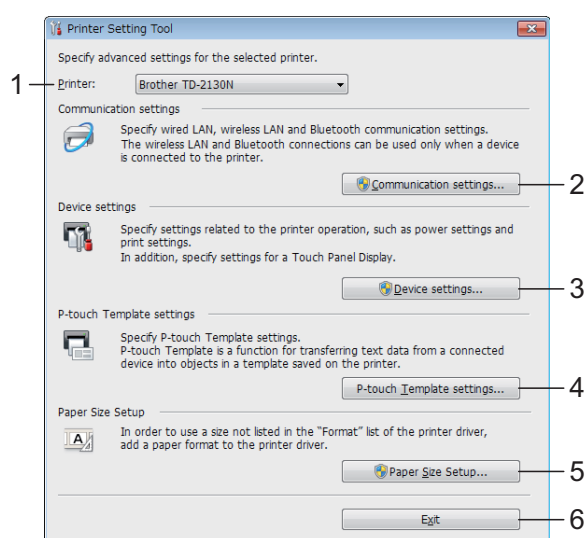 Printer Setting Tool
Specify advanced settings for the selected printer.
1 Printer: Brother TD-2130N
Communication settings
Specify wired LAN, wireless LAN and Bluetooth communication settings.
The wireless LAN and Bluetooth connections can be used only when a device
is connected to the printer.
Communication settings... 2
Device settings
Specify settings related to the printer operation, such as power settings and
print settings.
In addition, specify settings for a Touch Panel Display.
Device settings... 3
P-touch Template settings
Specify P-touch Template settings.
P-touch Template is a function for transferring text data from a connected
device into objects in a template saved on the printer.
P-touch Template settings... 4
Paper Size Setup
A
In order to use a size not listed in the "Format" list of the printer driver,
add a paper format to the printer driver.
Paper Size Setup... 5
Exit 6